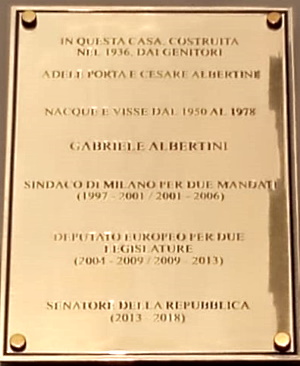 IN QUESTA CASA, COSTRUITA
NEL 1936, DAI GENITORI
ADELE PORTA E CESARE ALBERTINI
NACQUE E VISSE DAL 1950 AL 1978
GABRIELE ALBERTINI
SINDACO DI MILANO PER DUE MANDATI
(1997 - 2001 / 2001 - 2006)
DEPUTATO EUROPEO PER DUE
LEGISLATURE
(2004 - 2009 / 2009 - 2013)
SENATORE DELLA REPUBBLICA
(2013 - 2018)